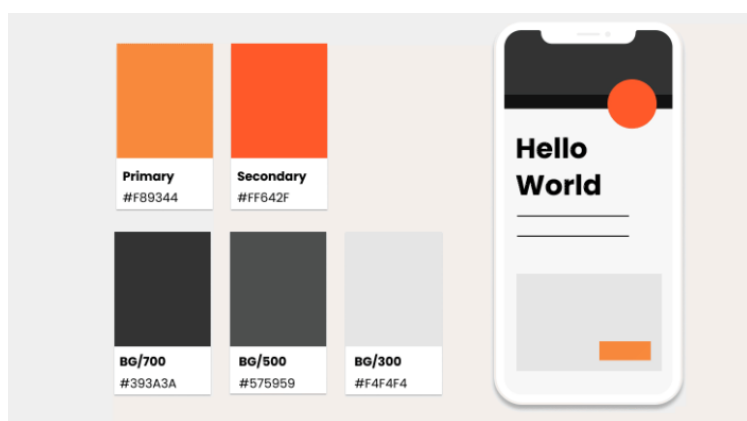 Primary
#F89344
Secondary
#FF642F
BG/700
#393A3A
BG/500
#575959
BG/300
#F4F4F4
Hello
World